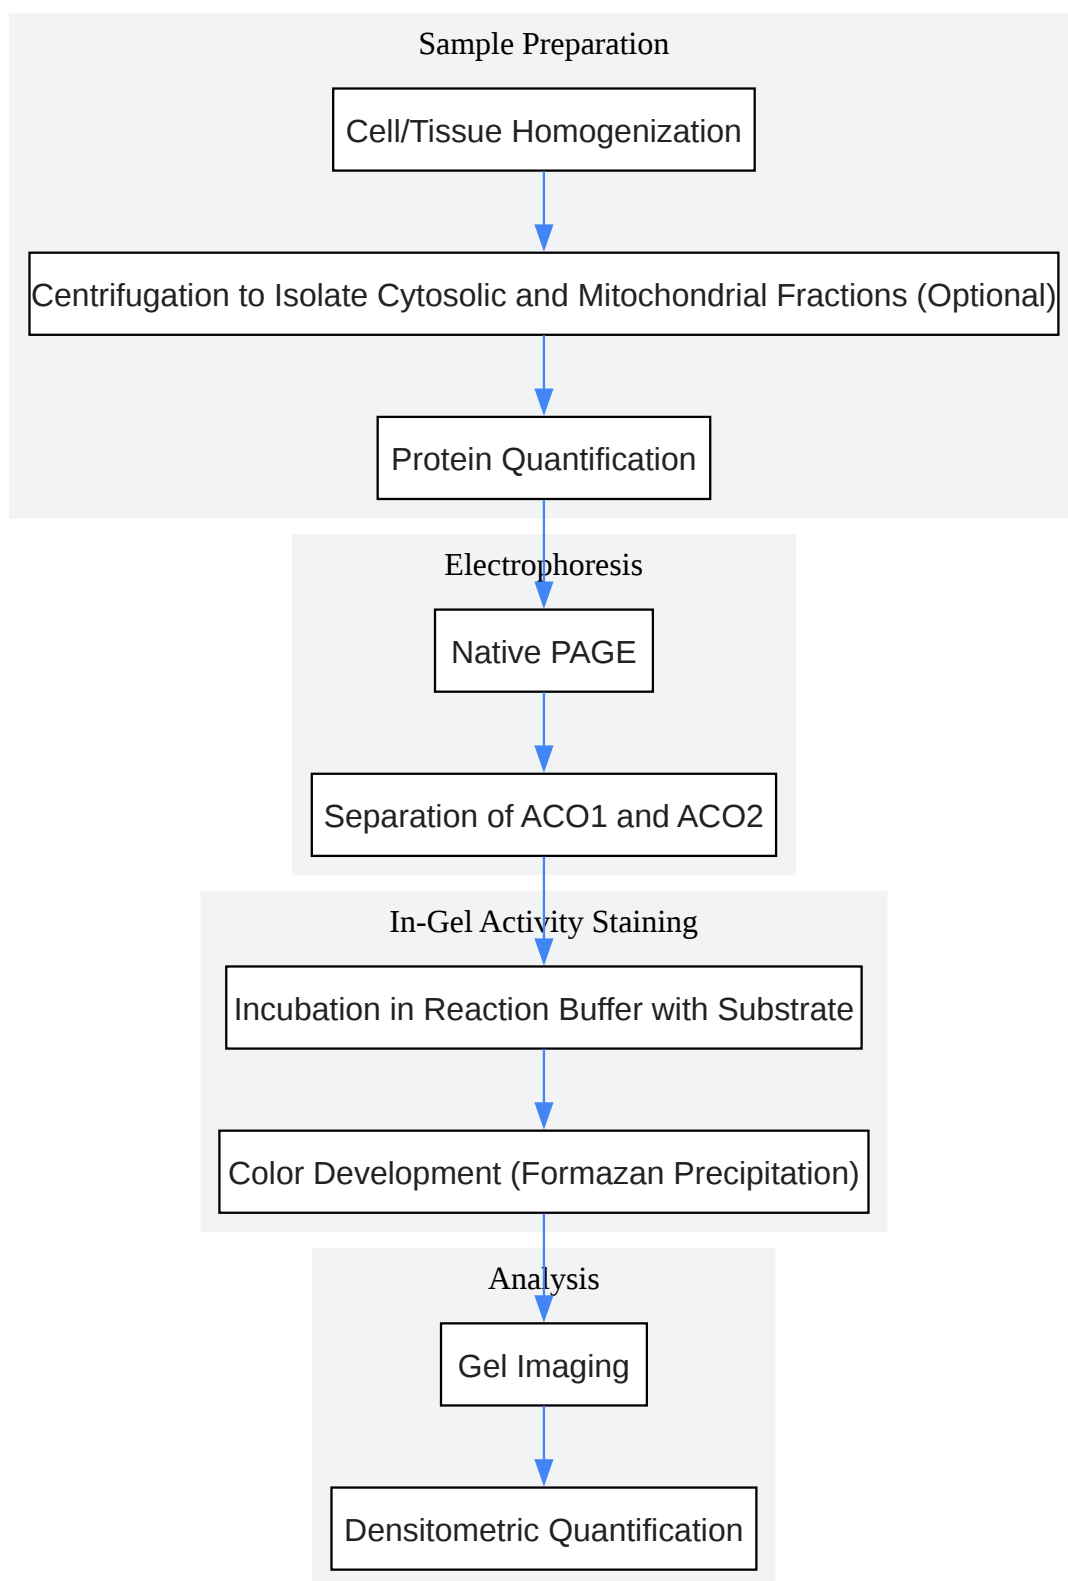 Sample Preparation
Cell/Tissue Homogenization
Centrifugation to Isolate Cytosolic and Mitochondrial Fractions (Optional)
Protein Quantification
Electrophoresis
Native PAGE
Separation of ACO1 and ACO2
In-Gel Activity Staining
Incubation in Reaction Buffer with Substrate
Color Development (Formazan Precipitation)
Analysis
Gel Imaging
Densitometric Quantification